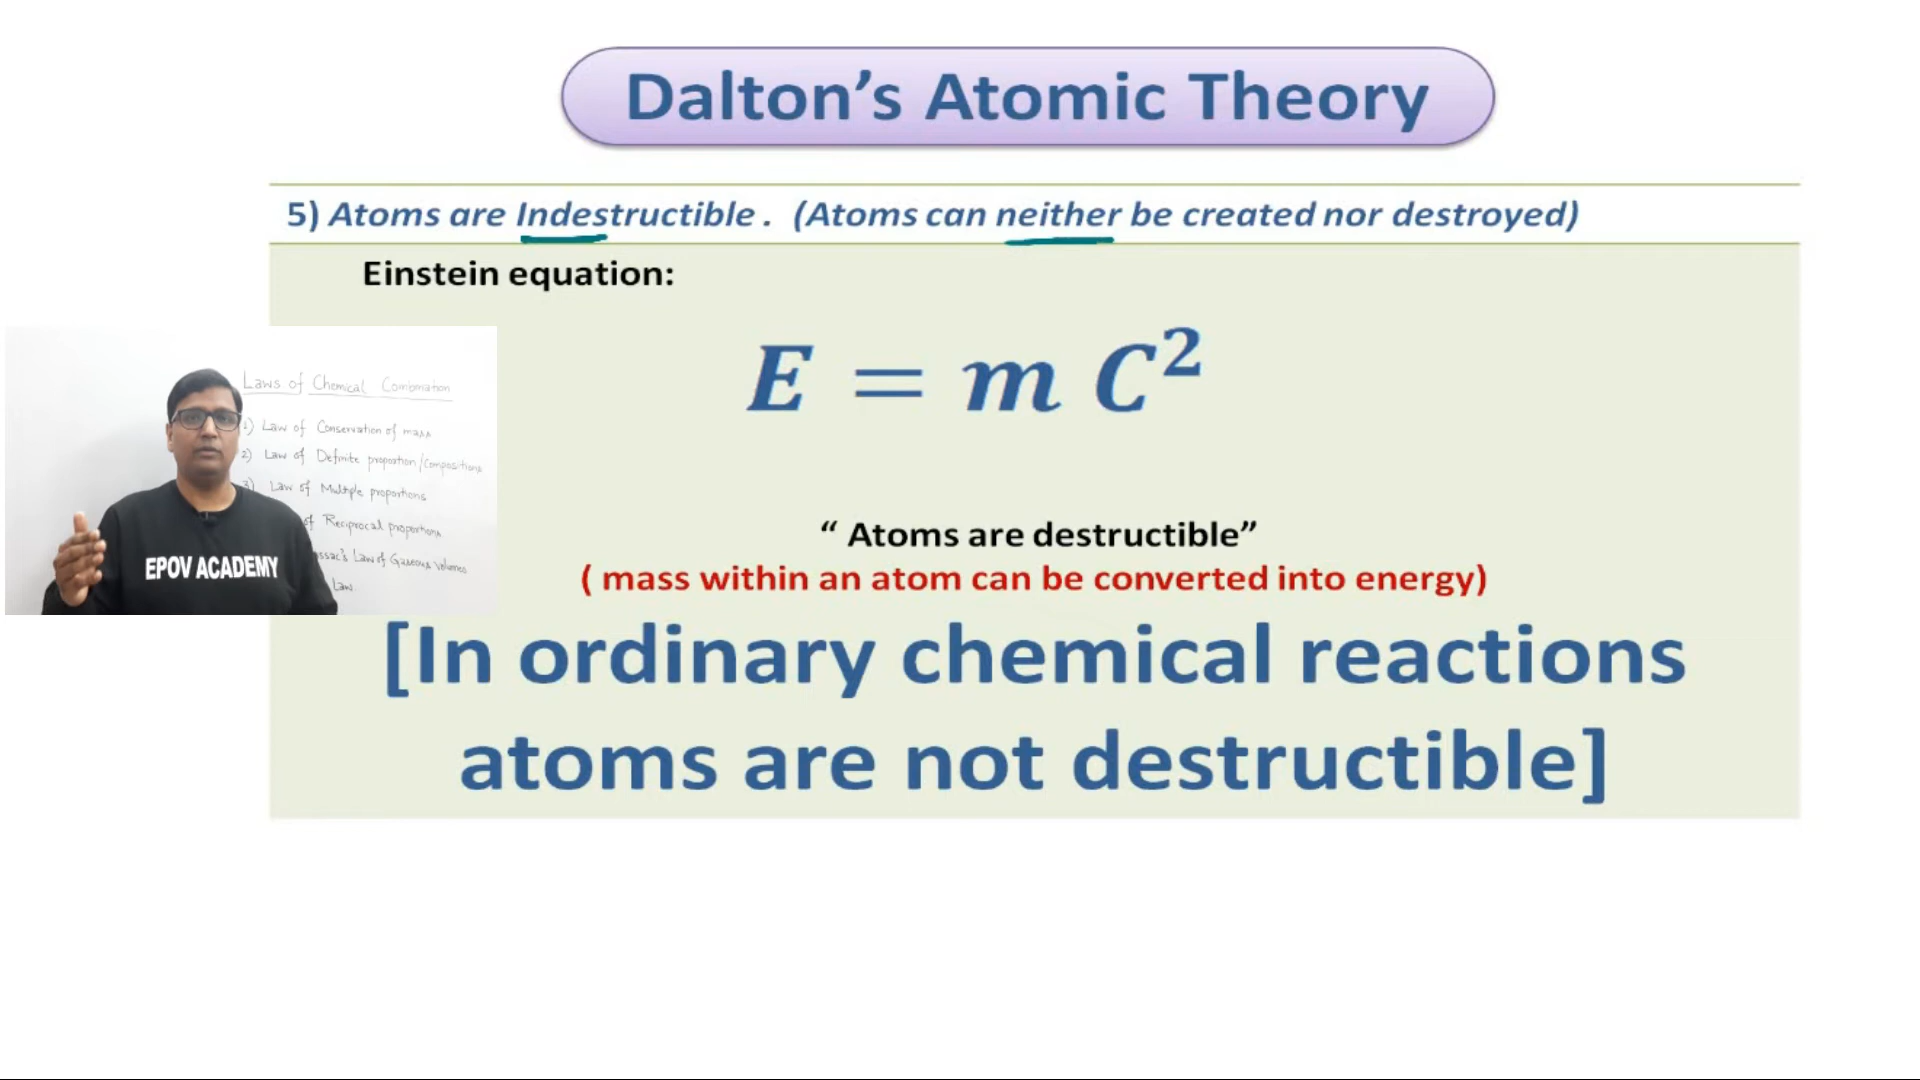 Dalton’s Atomic Theory
5) Atoms are Indestructible . (Atoms can neither be created nor destroyed)
Einstein equation:
E = m C²
Laws of Chemical Combination
1) Law of Conservation of mass
2) Law of Definite proportion/Compositions
3) Law of Multiple proportions
of Reciprocal proportions
ssac's Law of Gaseous Volumes
Law.
EPOV ACADEMY
“ Atoms are destructible”
( mass within an atom can be converted into energy)
[In ordinary chemical reactions
atoms are not destructible]